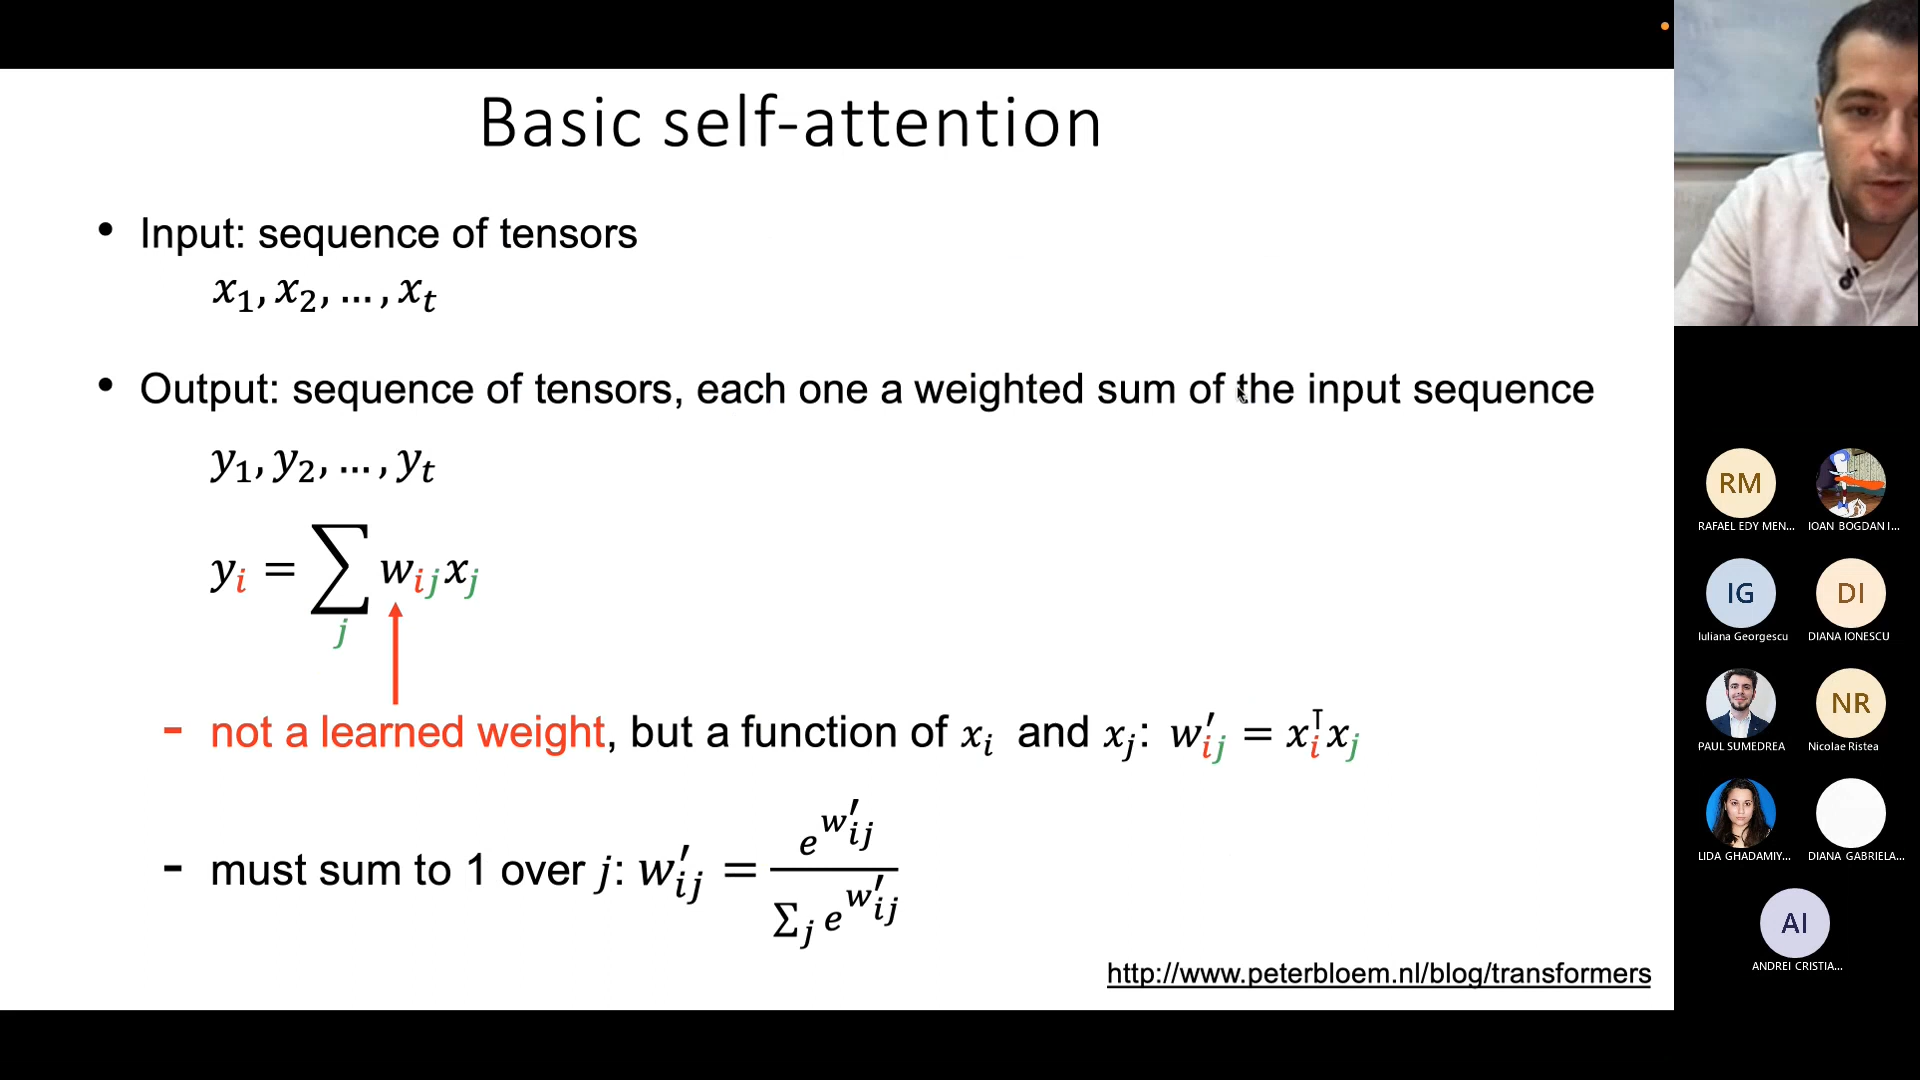 Basic self-attention
• Input: sequence of tensors
x₁, x₂, … , xₜ
• Output: sequence of tensors, each one a weighted sum of the input sequence
y₁, y₂, … , yₜ
yᵢ = ∑ⱼ wᵢⱼxⱼ
- not a learned weight, but a function of xᵢ and xⱼ: w′ᵢⱼ = xᵢᵀxⱼ
- must sum to 1 over j: w′ᵢⱼ = e^(w′ᵢⱼ) / ∑ⱼ e^(w′ᵢⱼ)
http://www.peterbloem.nl/blog/transformers
RM
RAFAEL EDY MEN...
IOAN BOGDAN I...
IG
Iuliana Georgescu
DI
DIANA IONESCU
PAUL SUMEDREA
NR
Nicolae Ristea
LIDA GHADAMIY...
DIANA GABRIELA...
AI
ANDREI CRISTIA...